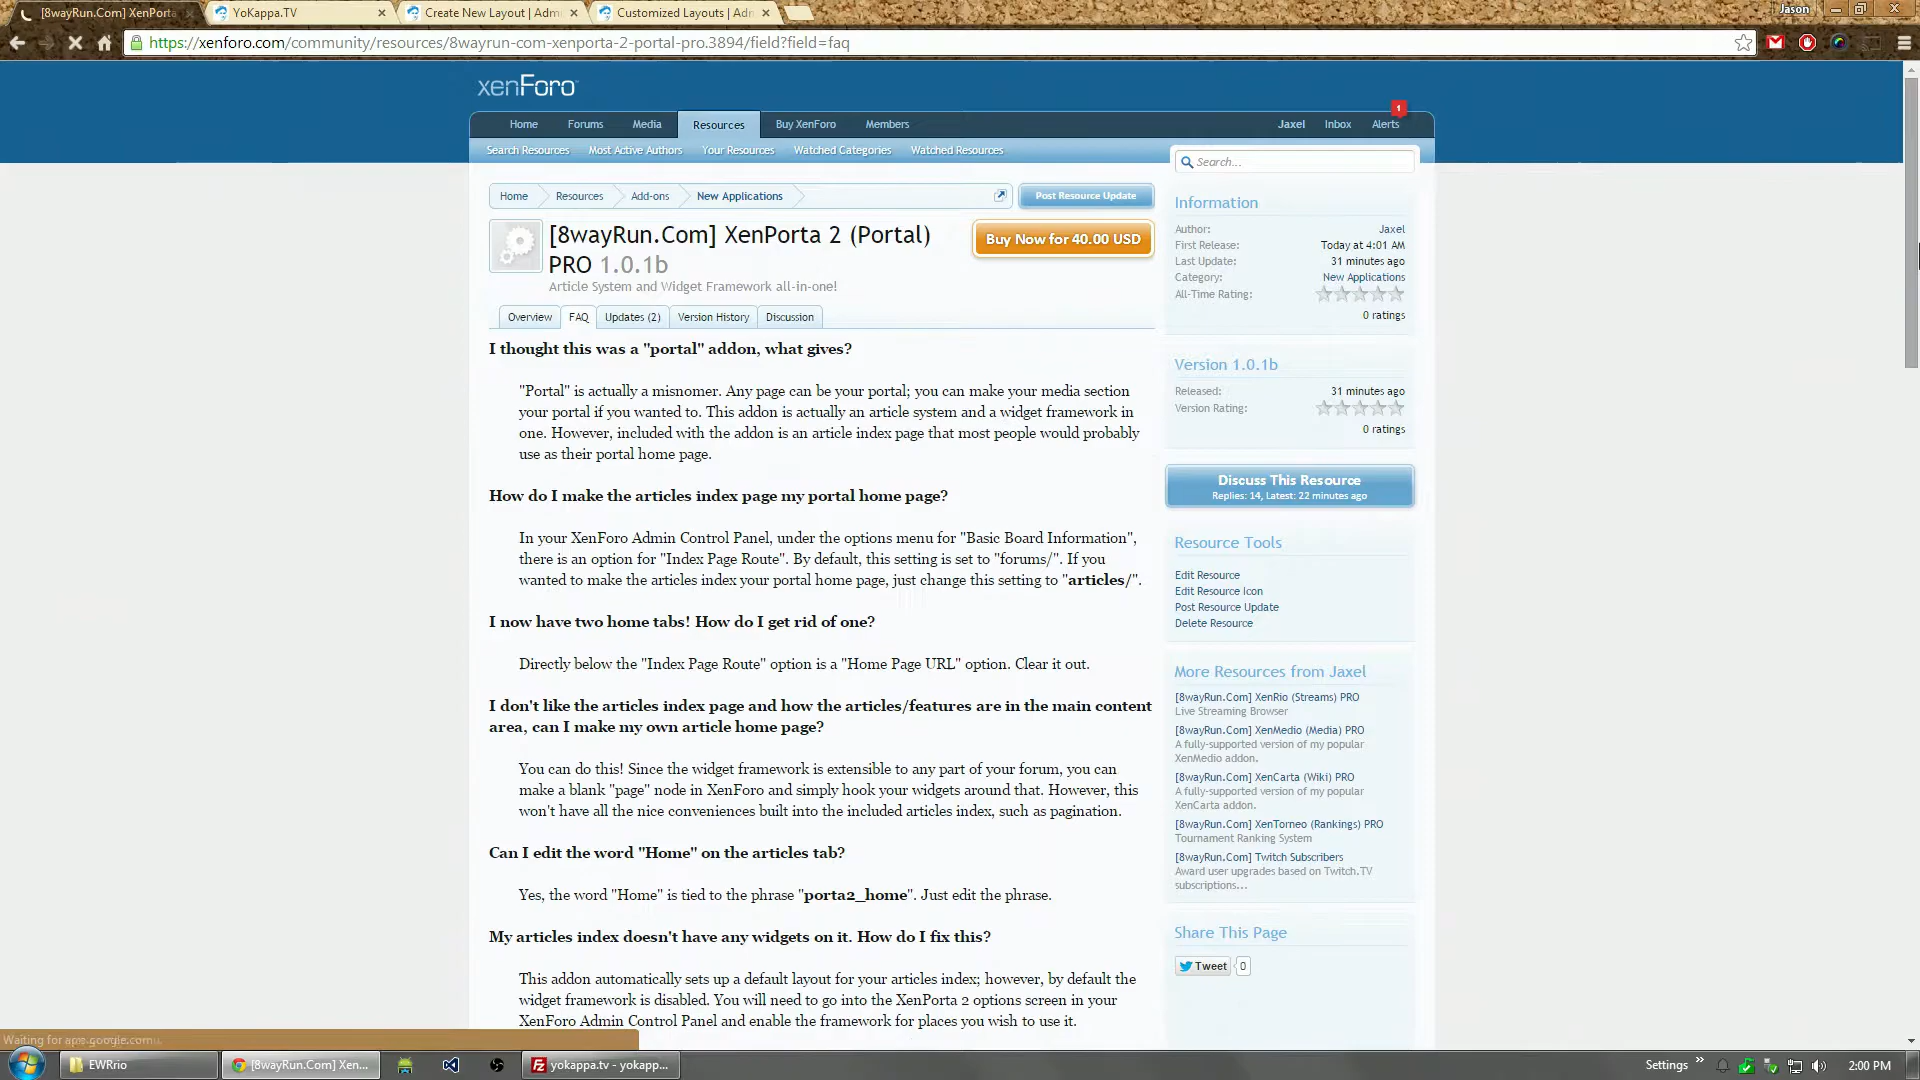 [8wayRun.Com] XenPorta
YoKappa.TV
Create New Layout | Admi
Customized Layouts | Adm
Jason
https://xenforo.com/community/resources/8wayrun-com-xenporta-2-portal-pro.3894/field?field=faq
xenForo
Home Forums Media Resources Buy XenForo Members
Jaxel Inbox Alerts
1
Search Resources Most Active Authors Your Resources Watched Categories Watched Resources
Search...
Home Resources Add-ons New Applications
Post Resource Update
[8wayRun.Com] XenPorta 2 (Portal)
PRO 1.0.1b
Article System and Widget Framework all-in-one!
Buy Now for 40.00 USD
Overview FAQ Updates (2) Version History Discussion
I thought this was a "portal" addon, what gives?
"Portal" is actually a misnomer. Any page can be your portal; you can make your media section
your portal if you wanted to. This addon is actually an article system and a widget framework in
one. However, included with the addon is an article index page that most people would probably
use as their portal home page.
How do I make the articles index page my portal home page?
In your XenForo Admin Control Panel, under the options menu for "Basic Board Information",
there is an option for "Index Page Route". By default, this setting is set to "forums/". If you
wanted to make the articles index your portal home page, just change this setting to "articles/".
I now have two home tabs! How do I get rid of one?
Directly below the "Index Page Route" option is a "Home Page URL" option. Clear it out.
I don't like the articles index page and how the articles/features are in the main content
area, can I make my own article home page?
You can do this! Since the widget framework is extensible to any part of your forum, you can
make a blank "page" node in XenForo and simply hook your widgets around that. However, this
won't have all the nice conveniences built into the included articles index, such as pagination.
Can I edit the word "Home" on the articles tab?
Yes, the word "Home" is tied to the phrase "porta2_home". Just edit the phrase.
My articles index doesn't have any widgets on it. How do I fix this?
This addon automatically sets up a default layout for your articles index; however, by default the
widget framework is disabled. You will need to go into the XenPorta 2 options screen in your
XenForo Admin Control Panel and enable the framework for places you wish to use it.
Information
Author: Jaxel
First Release: Today at 4:01 AM
Last Update: 31 minutes ago
Category: New Applications
All-Time Rating:
0 ratings
Version 1.0.1b
Released: 31 minutes ago
Version Rating:
0 ratings
Discuss This Resource
Replies: 14, Latest: 22 minutes ago
Resource Tools
Edit Resource
Edit Resource Icon
Post Resource Update
Delete Resource
More Resources from Jaxel
[8wayRun.Com] XenRio (Streams) PRO
Live Streaming Browser
[8wayRun.Com] XenMedio (Media) PRO
A fully-supported version of my popular
XenMedio addon.
[8wayRun.Com] XenCarta (Wiki) PRO
A fully-supported version of my popular
XenCarta addon.
[8wayRun.Com] XenTorneo (Rankings) PRO
Tournament Ranking System
[8wayRun.Com] Twitch Subscribers
Award user upgrades based on Twitch.TV
subscriptions...
Share This Page
Tweet 0
Waiting for apis.google.com...
EWRrio
[8wayRun.Com] Xen...
yokappa.tv - yokapp...
Settings
2:00 PM